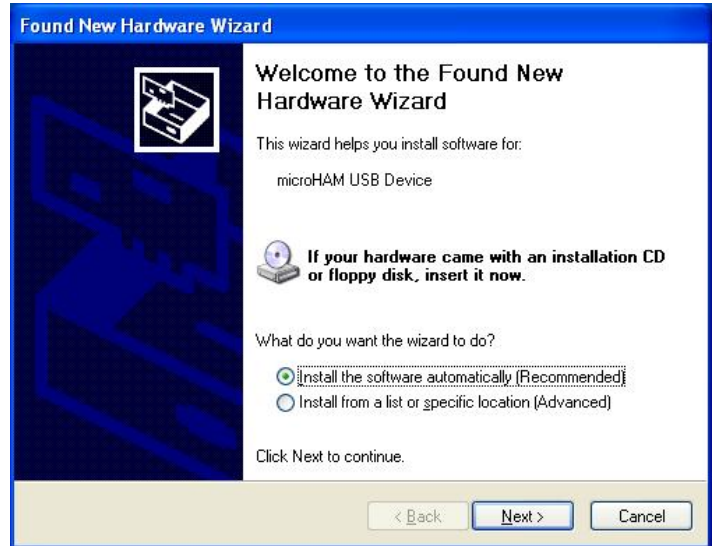 Found New Hardware Wizard
Welcome to the Found New
Hardware Wizard
This wizard helps you install software for:
microHAM USB Device
If your hardware came with an installation CD
or floppy disk, insert it now.
What do you want the wizard to do?
Install the software automatically (Recommended)
Install from a list or specific location (Advanced)
Click Next to continue.
< Back
Next >
Cancel